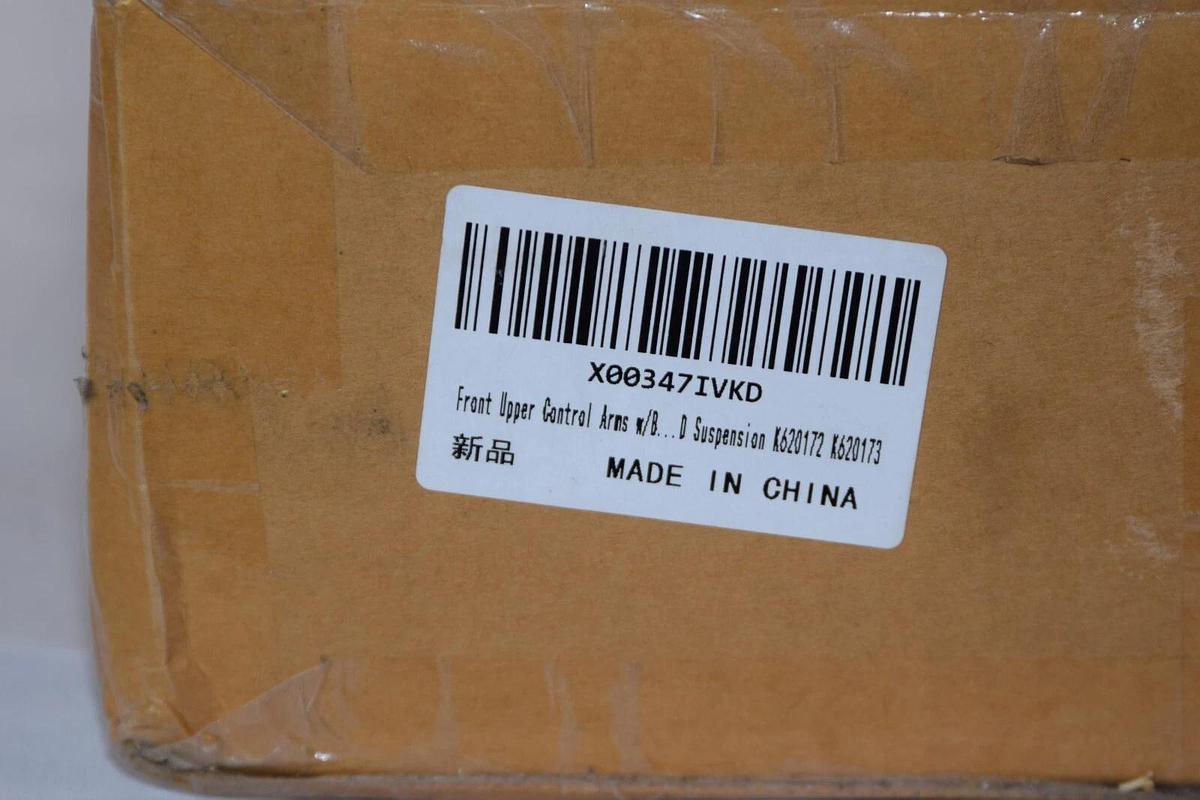 X00347IVKD
Front Upper Control Arms w/B...D Suspension K620172 K620173
新品
MADE IN CHINA